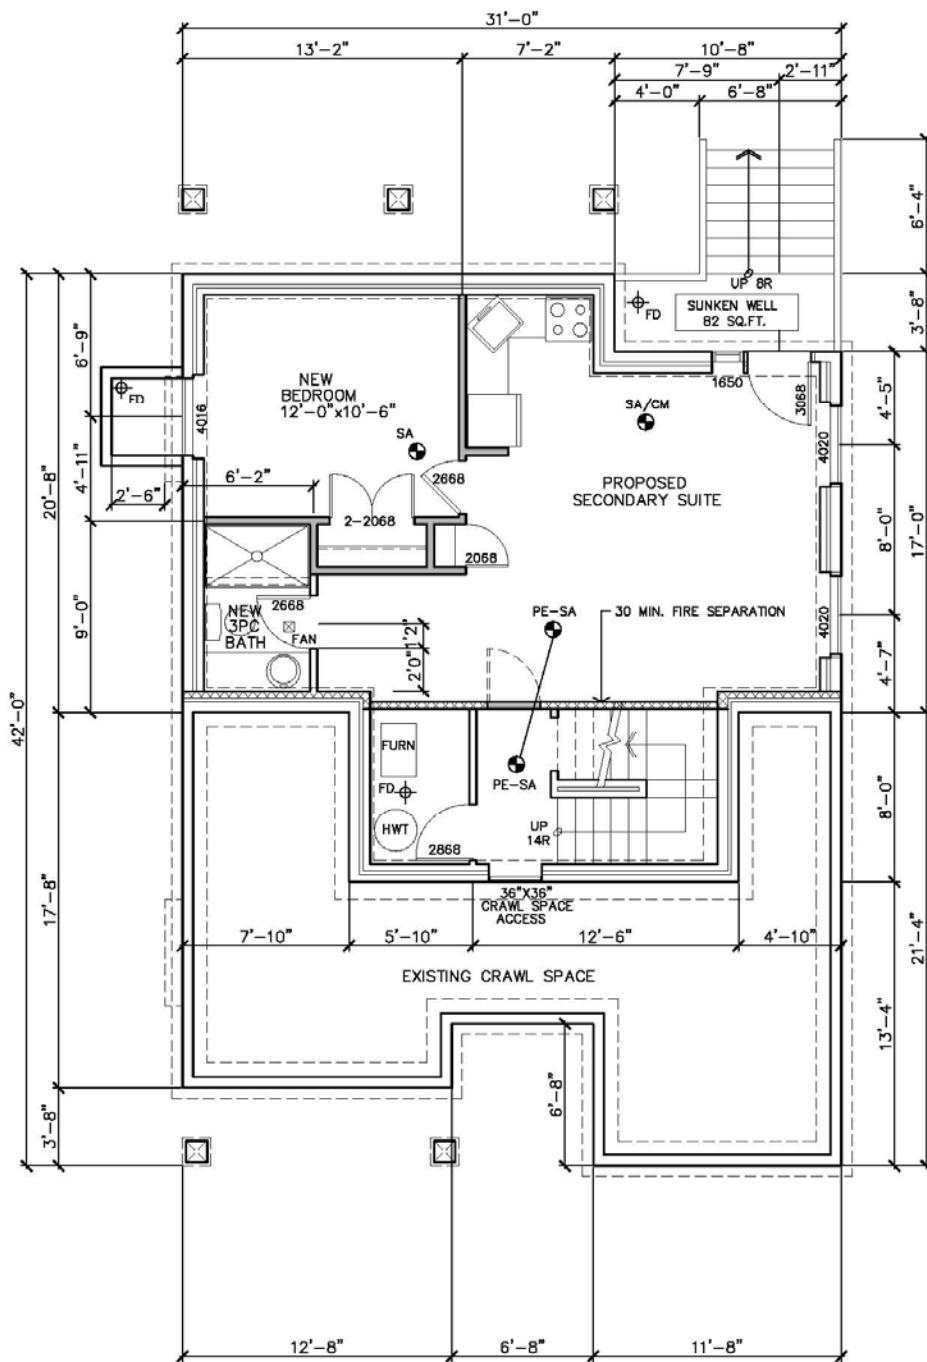 31'-0"
13'-2"
7'-2"
10'-8"
7'-9"
2'-11"
4'-0"
6'-8"
6'-4"
UP 8R
SUNKEN WELL
82 SQ.FT.
FD
3'-8"
6'-9"
FD
4016
NEW
BEDROOM
12'-0"x10'-6"
SA
SA/CM
1650
3068
4'-5"
4020
4'-11"
2'-6"
6'-2"
2668
2-2068
2068
PROPOSED
SECONDARY SUITE
20'-8"
8'-0"
17'-0"
9'-0"
2668
NEW
3PC
BATH
FAN
1'2"
2'0"
PE-SA
30 MIN. FIRE SEPARATION
4020
4'-7"
42'-0"
FURN
FD
HWT
2868
PE-SA
UP
14R
8'-0"
36"X36"
CRAWL SPACE
ACCESS
17'-8"
7'-10"
5'-10"
12'-6"
4'-10"
21'-4"
EXISTING CRAWL SPACE
13'-4"
6'-8"
3'-8"
12'-8"
6'-8"
11'-8"